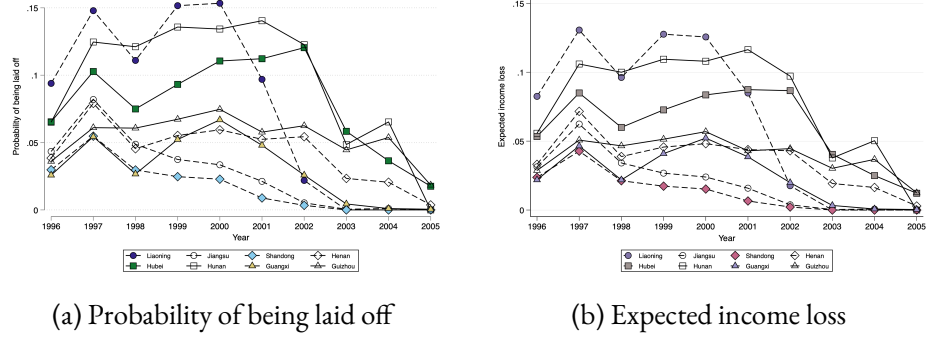 .15
.1
.05
0
Probability of being laid off
1996 1997 1998 1999 2000 2001 2002 2003 2004 2005
Year
Liaoning Jiangsu Shandong Henan
Hubei Hunan Guangxi Guizhou
(a) Probability of being laid off
.15
.1
.05
0
Expected income loss
1996 1997 1998 1999 2000 2001 2002 2003 2004 2005
Year
Liaoning Jiangsu Shandong Henan
Hubei Hunan Guangxi Guizhou
(b) Expected income loss